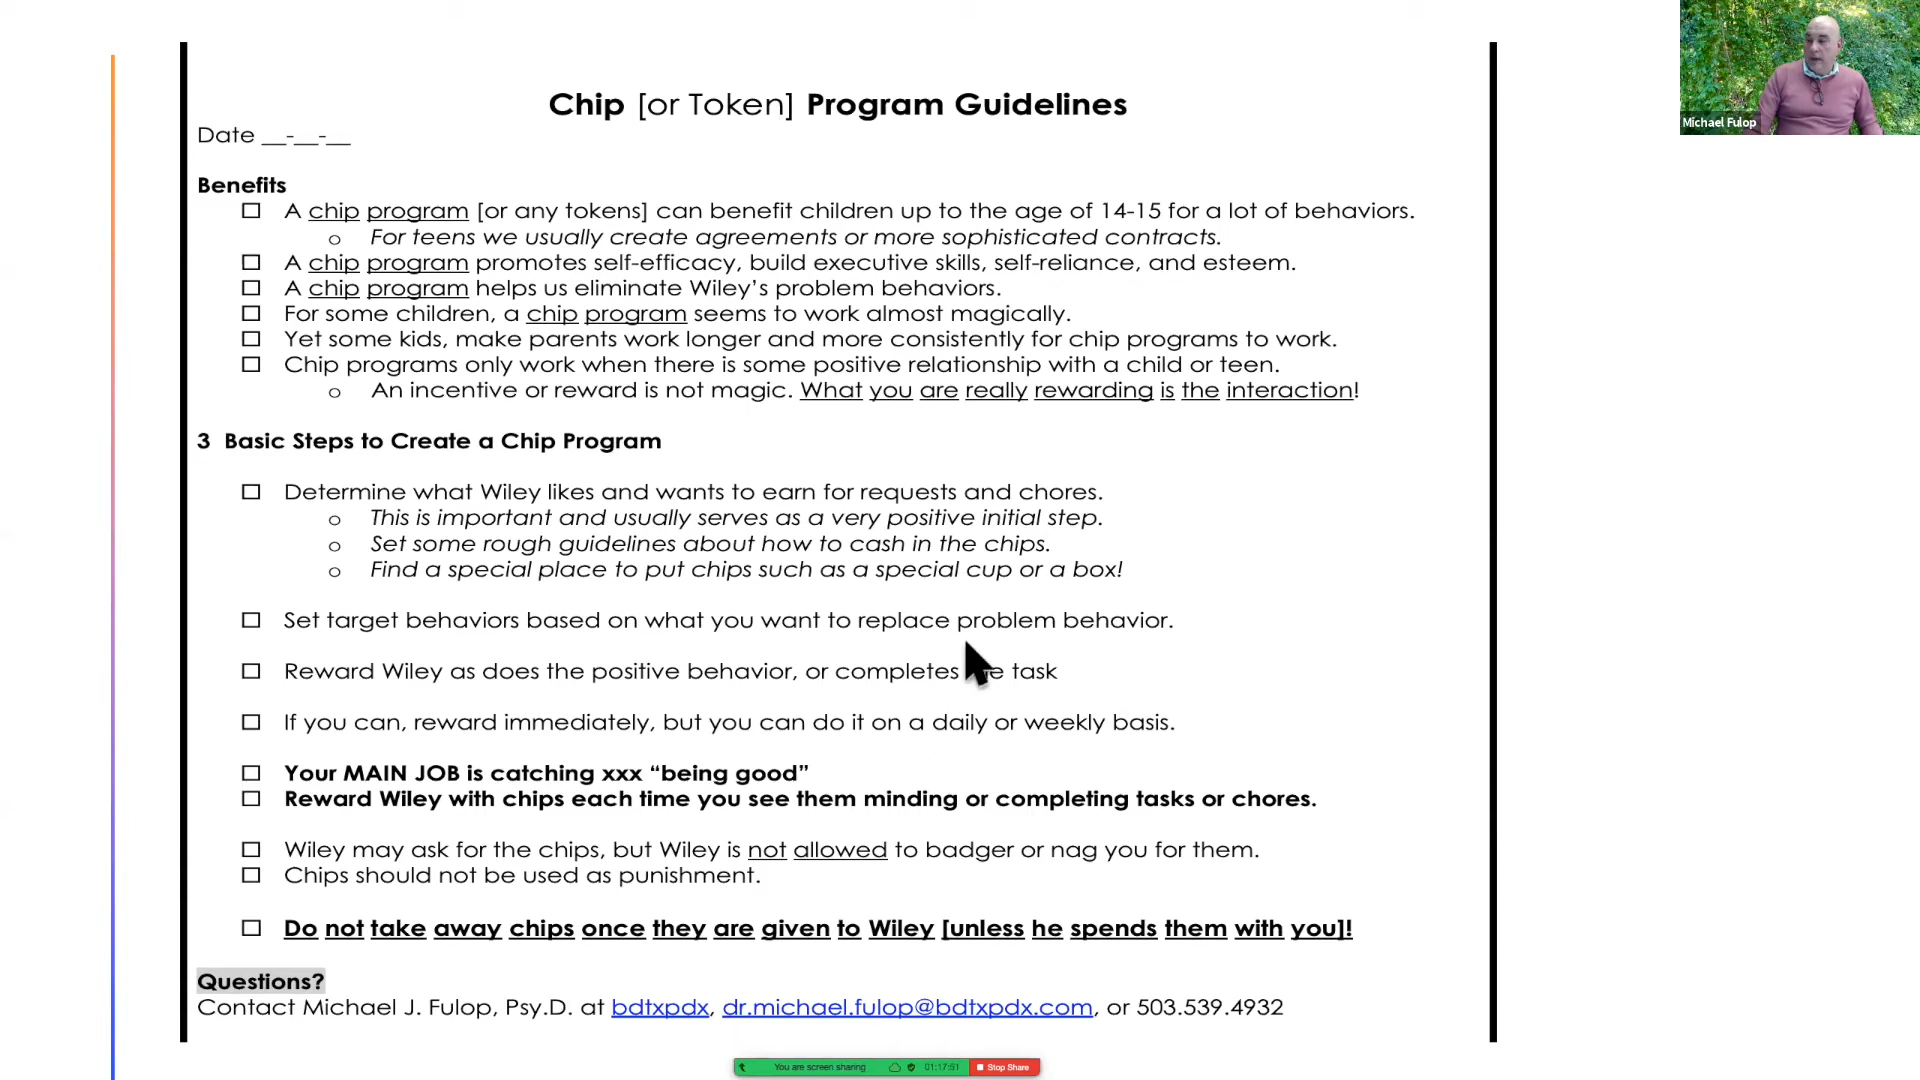 Chip [or Token] Program Guidelines
Michael Fulop
Date __-__-__
Benefits
A chip program [or any tokens] can benefit children up to the age of 14-15 for a lot of behaviors.
o For teens we usually create agreements or more sophisticated contracts.
A chip program promotes self-efficacy, build executive skills, self-reliance, and esteem.
A chip program helps us eliminate Wiley’s problem behaviors.
For some children, a chip program seems to work almost magically.
Yet some kids, make parents work longer and more consistently for chip programs to work.
Chip programs only work when there is some positive relationship with a child or teen.
o An incentive or reward is not magic. What you are really rewarding is the interaction!
3 Basic Steps to Create a Chip Program
Determine what Wiley likes and wants to earn for requests and chores.
o This is important and usually serves as a very positive initial step.
o Set some rough guidelines about how to cash in the chips.
o Find a special place to put chips such as a special cup or a box!
Set target behaviors based on what you want to replace problem behavior.
Reward Wiley as does the positive behavior, or completes task
If you can, reward immediately, but you can do it on a daily or weekly basis.
Your MAIN JOB is catching xxx “being good”
Reward Wiley with chips each time you see them minding or completing tasks or chores.
Wiley may ask for the chips, but Wiley is not allowed to badger or nag you for them.
Chips should not be used as punishment.
Do not take away chips once they are given to Wiley [unless he spends them with you]!
Questions?
Contact Michael J. Fulop, Psy.D. at bdtxpdx, dr.michael.fulop@bdtxpdx.com, or 503.539.4932
You are screen sharing 01:17:51 Stop Share